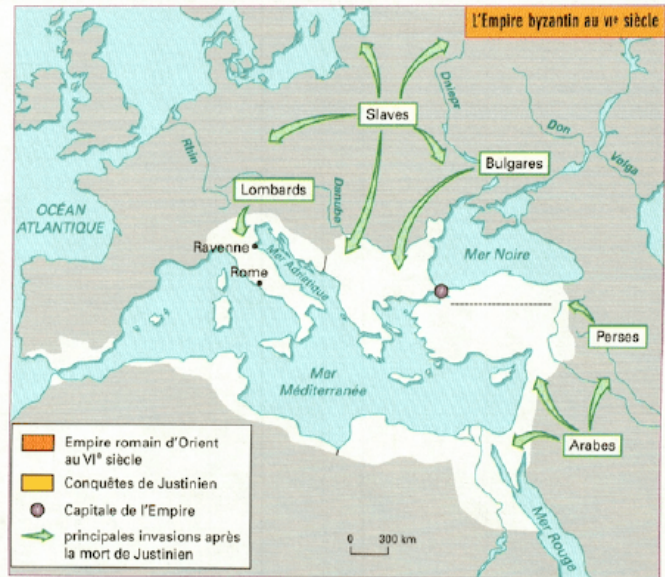 L'Empire byzantin au VIe siècle
Slaves
Dniepr
Don
Volga
Bulgares
Rhin
Lombards
Danube
OCÉAN
ATLANTIQUE
Ravenne
Mer Adriatique
Mer Noire
Rome
Perses
Mer
Méditerranée
Arabes
Empire romain d'Orient
au VIe siècle
Conquêtes de Justinien
Capitale de l'Empire
principales invasions après
la mort de Justinien
0 300 km
Mer Rouge